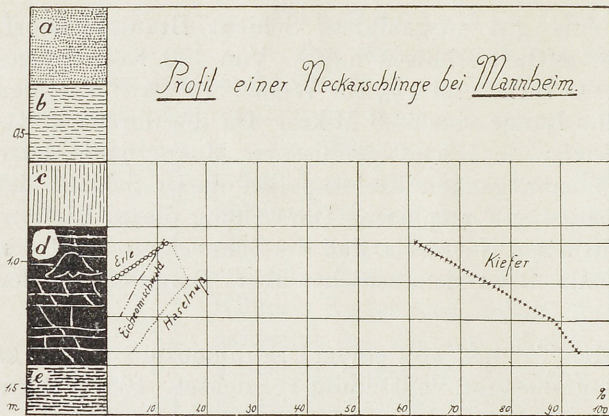 a
Profil einer Neckarschlinge bei Mannheim.
b
0,5
c
d
1,0
Erle
Eichenmischwald
Haselnuß
Kiefer
e
1,5
m
10 20 30 40 50 60 70 80 90 100
%